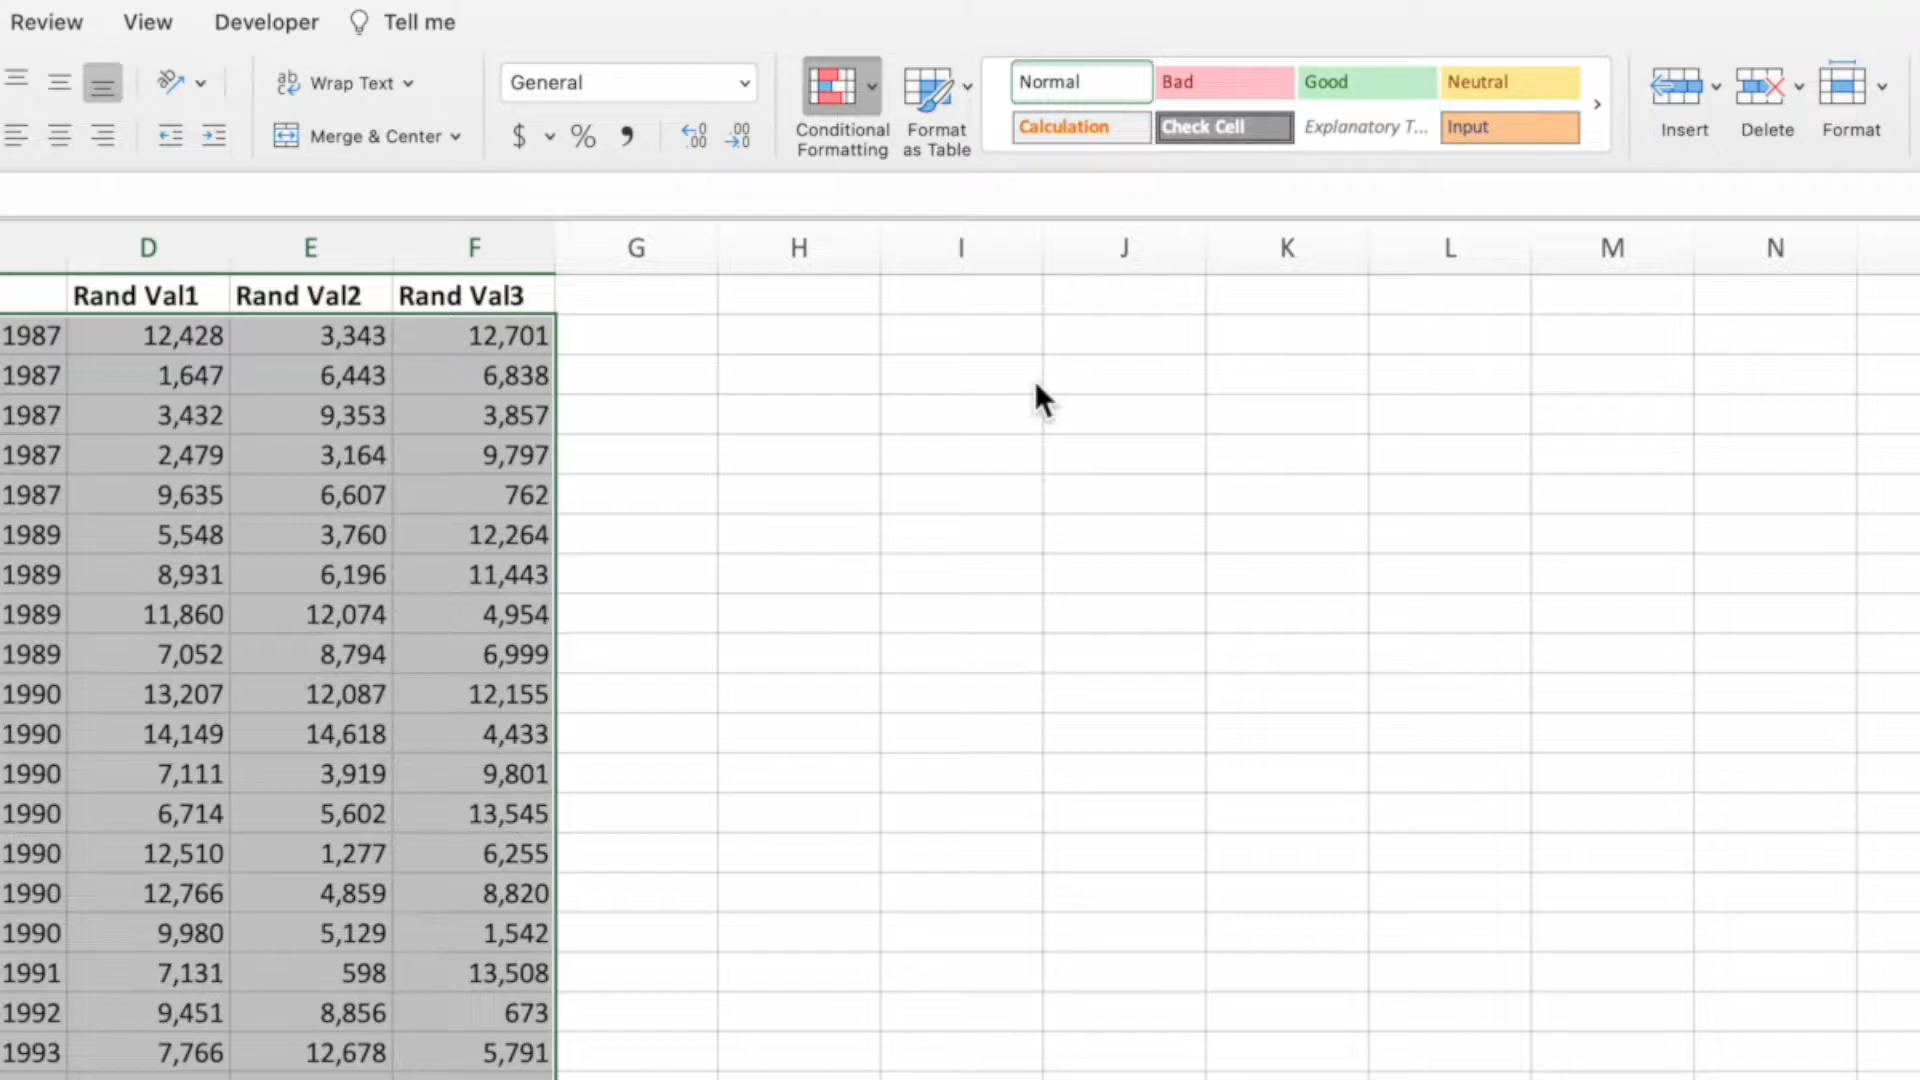 Review View Developer Tell me
Wrap Text General Normal Bad Good Neutral
Merge & Center $ % Conditional Formatting Format as Table Calculation Check Cell Explanatory T... Input Insert Delete Format
D E F G H I J K L M N
Rand Val1 Rand Val2 Rand Val3
1987 12,428 3,343 12,701
1987 1,647 6,443 6,838
1987 3,432 9,353 3,857
1987 2,479 3,164 9,797
1987 9,635 6,607 762
1989 5,548 3,760 12,264
1989 8,931 6,196 11,443
1989 11,860 12,074 4,954
1989 7,052 8,794 6,999
1990 13,207 12,087 12,155
1990 14,149 14,618 4,433
1990 7,111 3,919 9,801
1990 6,714 5,602 13,545
1990 12,510 1,277 6,255
1990 12,766 4,859 8,820
1990 9,980 5,129 1,542
1991 7,131 598 13,508
1992 9,451 8,856 673
1993 7,766 12,678 5,791